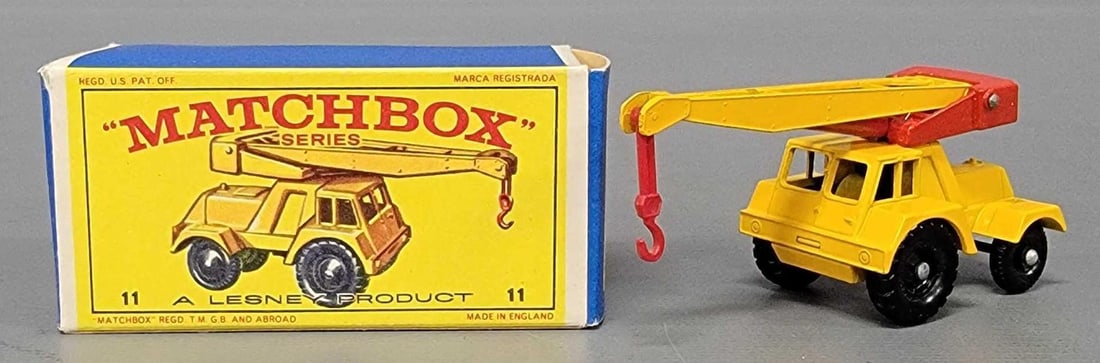 REGD. U.S. PAT. OFF. MARCA REGISTRADA
"MATCHBOX"
SERIES
11 A LESNEY PRODUCT 11
"MATCHBOX" REGD. T.M. G.B. AND ABROAD MADE IN ENGLAND